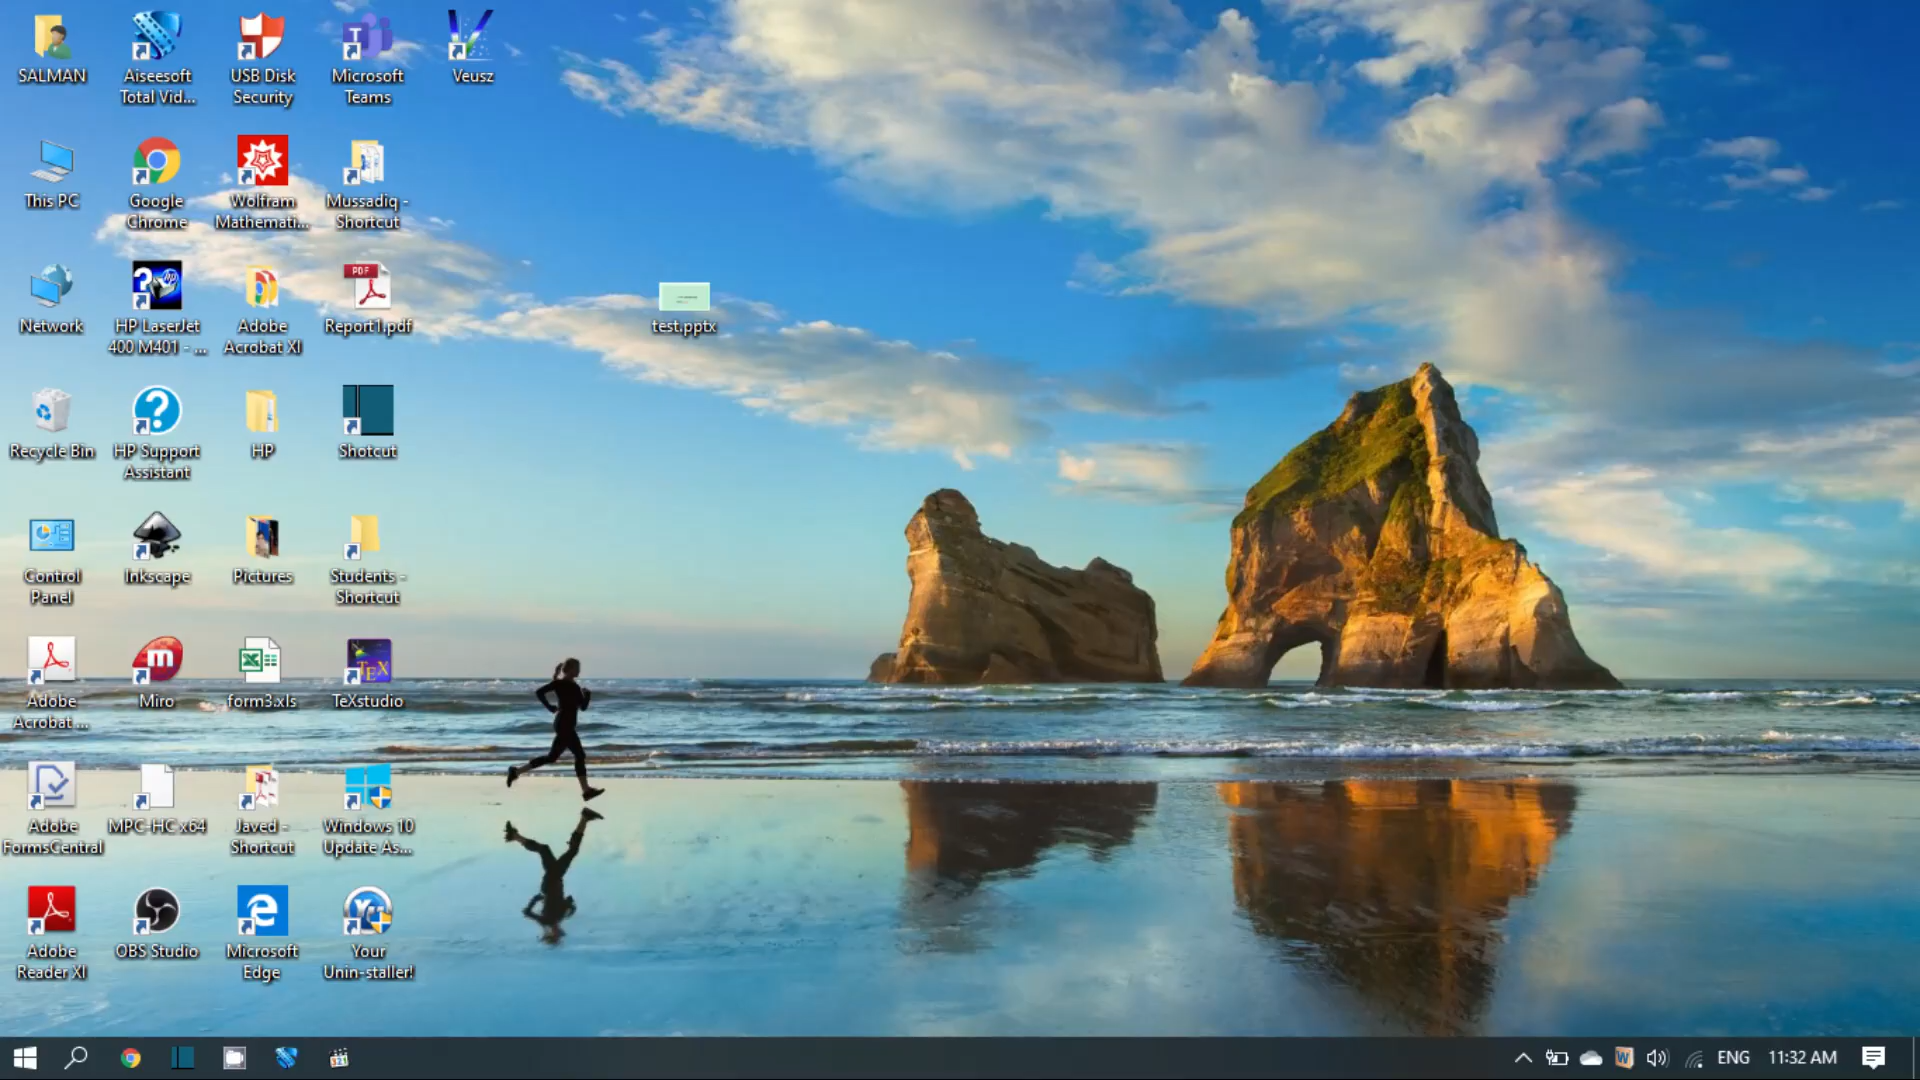 SALMAN
Aiseesoft
Total Vid...
USB Disk
Security
Microsoft
Teams
Veusz
This PC
Google
Chrome
Wolfram
Mathemati...
Mussadiq -
Shortcut
Network
HP LaserJet
400 M401 - ...
Adobe
Acrobat XI
PDF
Report1.pdf
test.pptx
Recycle Bin
HP Support
Assistant
HP
Shotcut
Control
Panel
Inkscape
Pictures
Students -
Shortcut
Adobe
Acrobat ...
Miro
form3.xls
TEX
TeXstudio
Adobe
FormsCentral
MPC-HC x64
Javed -
Shortcut
Windows 10
Update As...
Adobe
Reader XI
OBS Studio
Microsoft
Edge
Your
Unin-staller!
ENG
11:32 AM